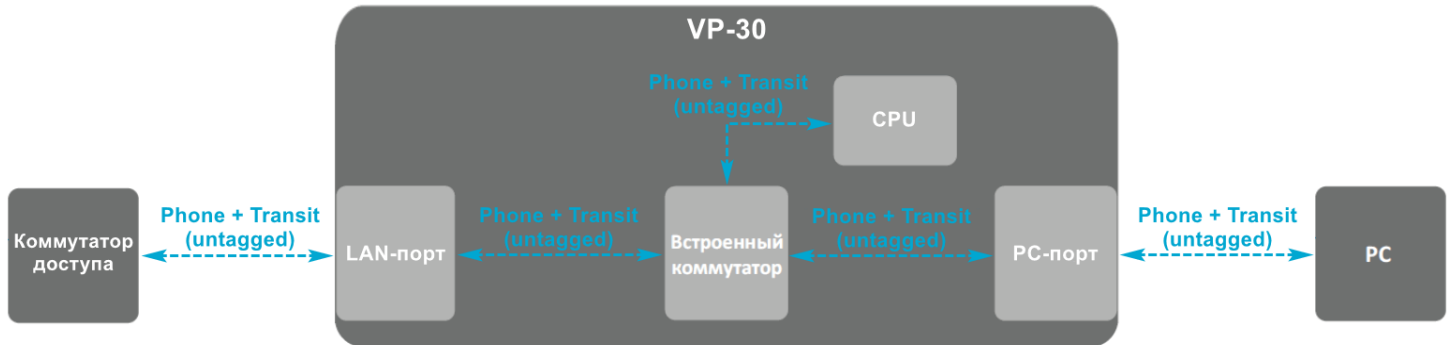 VP-30
Phone + Transit
(untagged)
CPU
Коммутатор
доступа
Phone + Transit
(untagged)
LAN-порт
Phone + Transit
(untagged)
Встроенный
коммутатор
Phone + Transit
(untagged)
PC-порт
Phone + Transit
(untagged)
PC